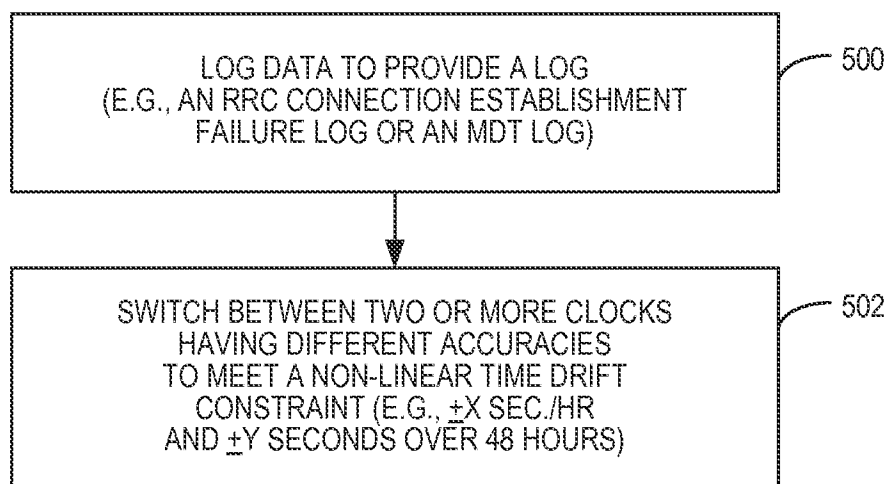 LOG DATA TO PROVIDE A LOG
(E.G., AN RRC CONNECTION ESTABLISHMENT
FAILURE LOG OR AN MDT LOG)
500
SWITCH BETWEEN TWO OR MORE CLOCKS
HAVING DIFFERENT ACCURACIES
TO MEET A NON-LINEAR TIME DRIFT
CONSTRAINT (E.G., ±X SEC./HR
AND ±Y SECONDS OVER 48 HOURS)
502